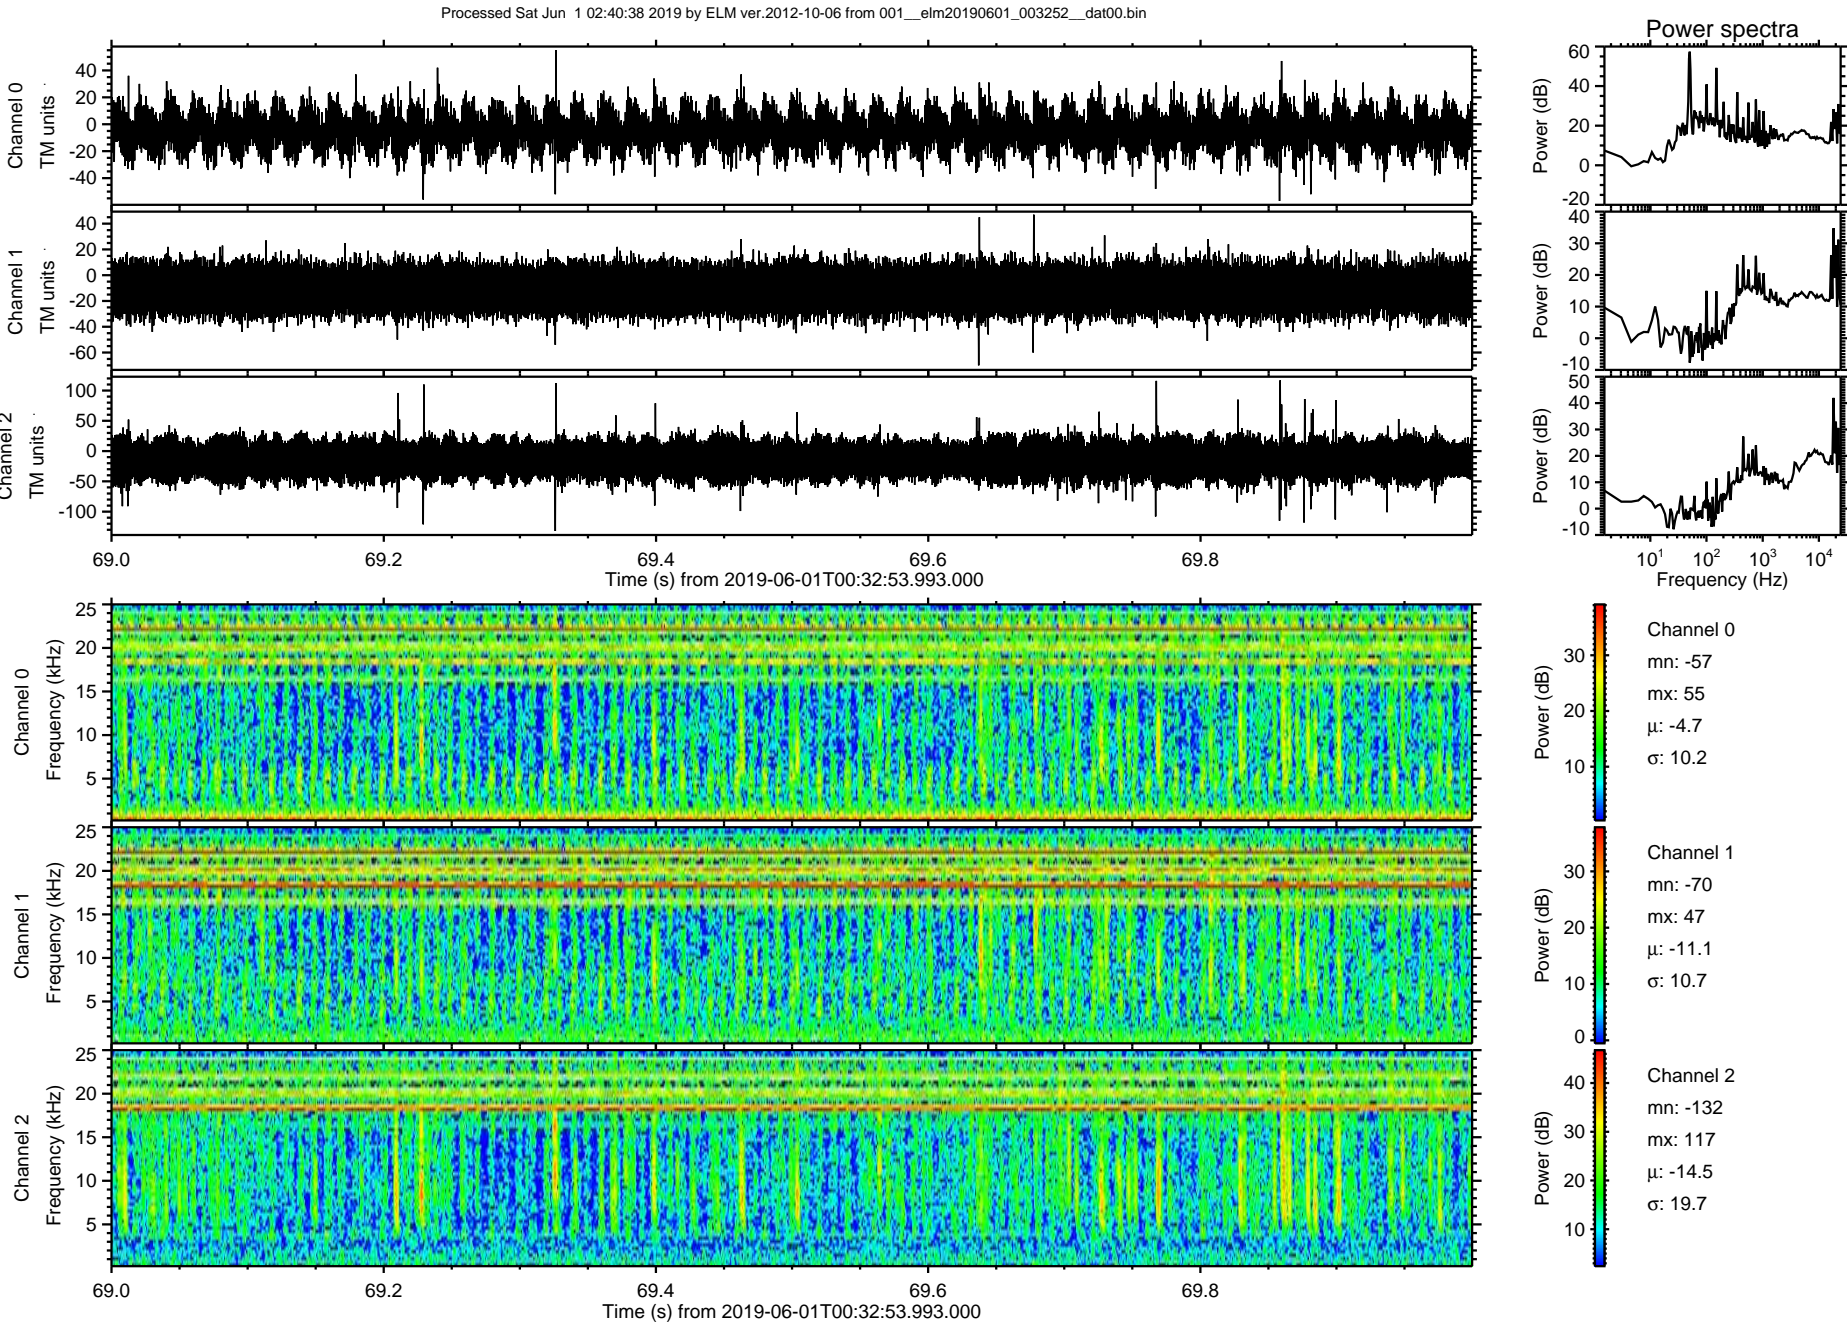 Processed Sat Jun 1 02:40:38 2019 by ELM ver.2012-10-06 from 001__elm20190601_003252__dat00.bin
Power spectra
Channel 0
TM units
40
20
0
-20
-40
Power (dB)
60
40
20
0
-20
Channel 1
TM units
40
20
0
-20
-40
-60
Power (dB)
40
30
20
10
0
-10
Channel 2
TM units
100
50
0
-50
-100
Power (dB)
50
40
30
20
10
0
-10
69.0 69.2 69.4 69.6 69.8
Time (s) from 2019-06-01T00:32:53.993.000
10^1 10^2 10^3 10^4
Frequency (Hz)
Channel 0
Frequency (kHz)
25
20
15
10
5
Power (dB)
30
20
10
Channel 0
mn: -57
mx: 55
μ: -4.7
σ: 10.2
Channel 1
Frequency (kHz)
25
20
15
10
5
Power (dB)
30
20
10
0
Channel 1
mn: -70
mx: 47
μ: -11.1
σ: 10.7
Channel 2
Frequency (kHz)
25
20
15
10
5
Power (dB)
40
30
20
10
Channel 2
mn: -132
mx: 117
μ: -14.5
σ: 19.7
69.0 69.2 69.4 69.6 69.8
Time (s) from 2019-06-01T00:32:53.993.000